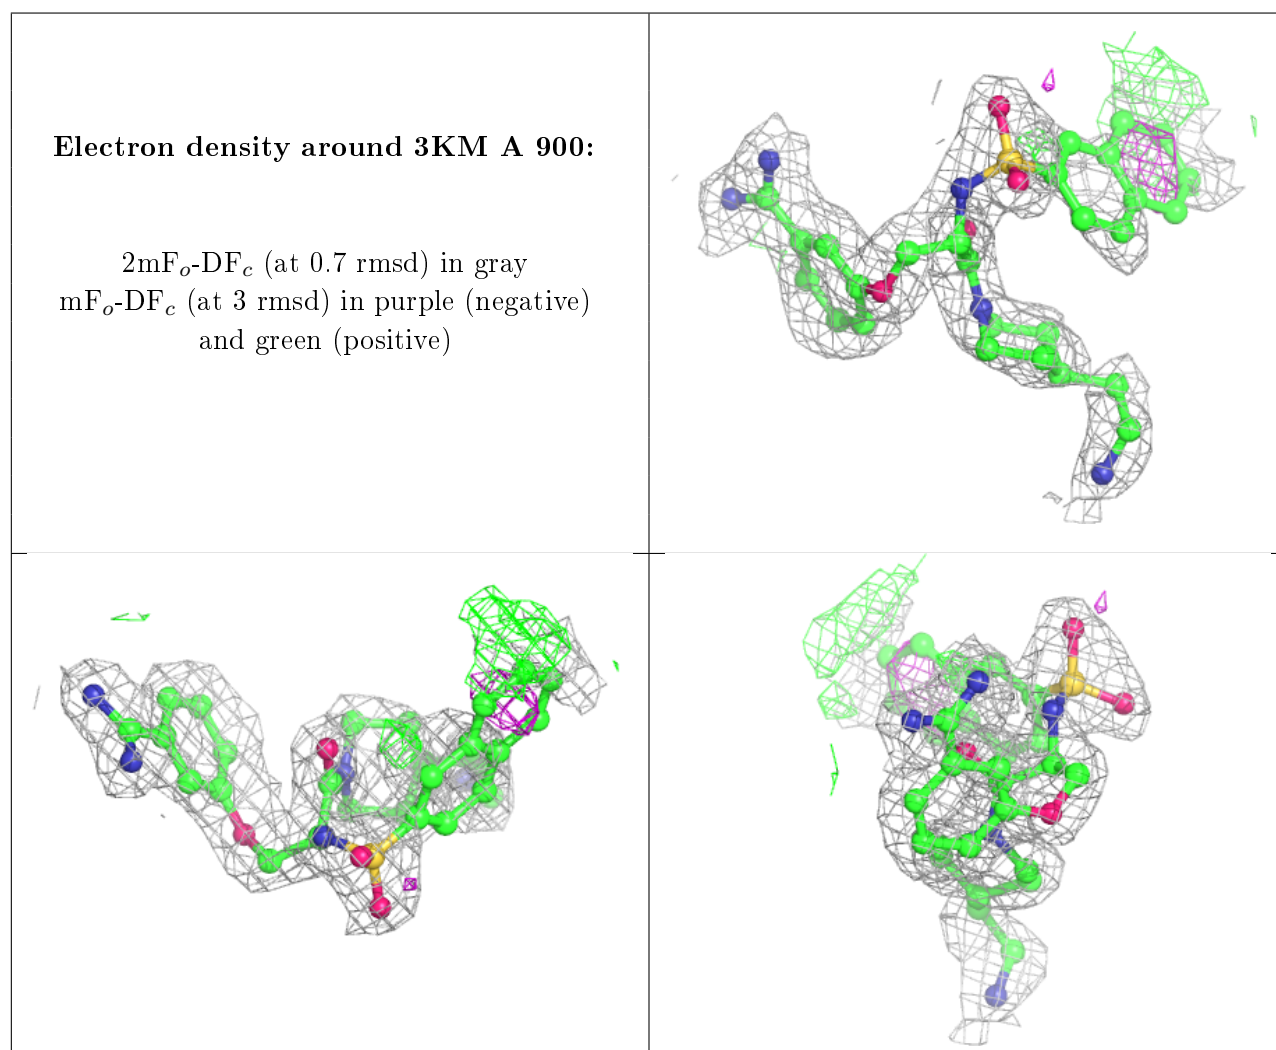 Electron density around 3KM A 900:
2mFo-DFc (at 0.7 rmsd) in gray
mFo-DFc (at 3 rmsd) in purple (negative)
and green (positive)